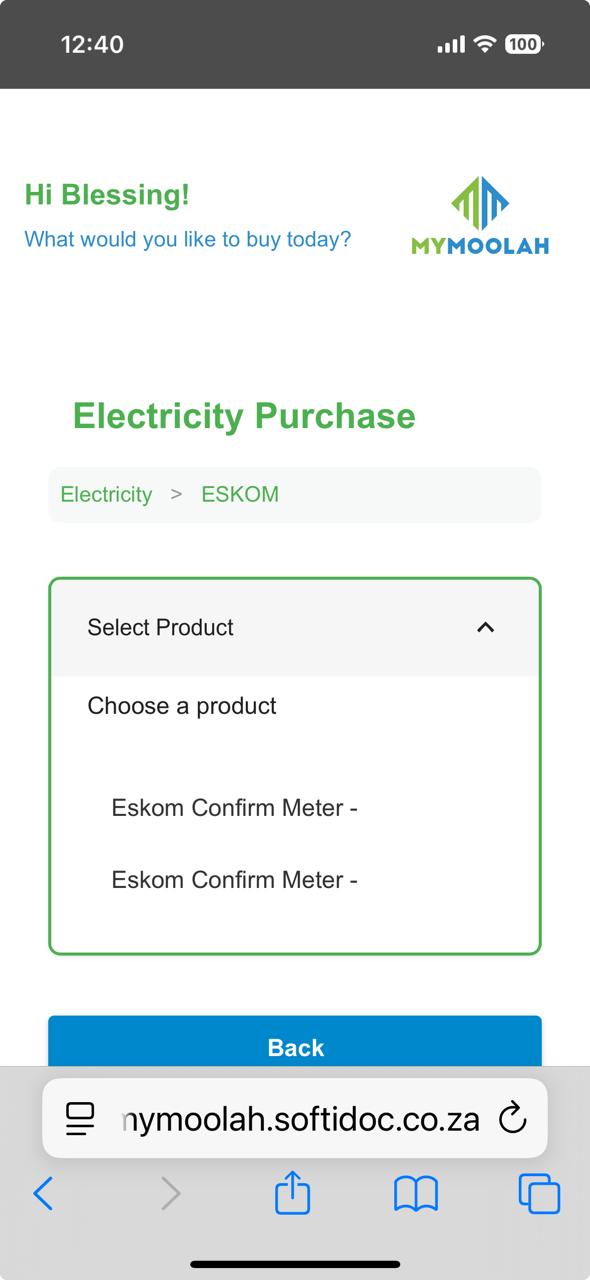 12:40
100
Hi Blessing!
What would you like to buy today?
MYMOOLAH
Electricity Purchase
Electricity > ESKOM
Select Product
Choose a product
Eskom Confirm Meter -
Eskom Confirm Meter -
Back
mymoolah.softidoc.co.za